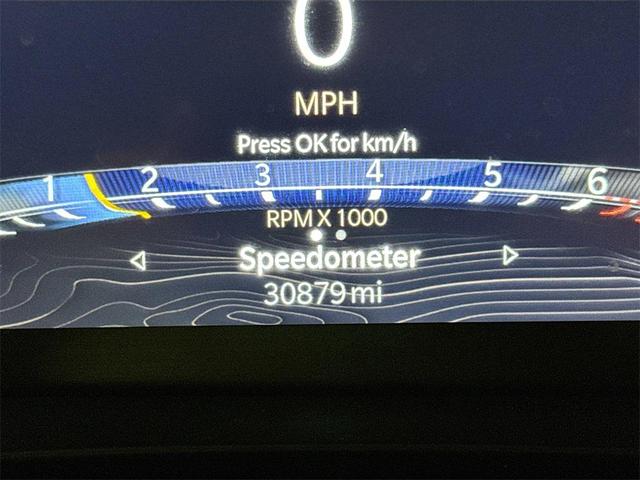 0
MPH
Press OK for km/h
1 2 3 4 5 6
RPM X 1000
Speedometer
30879 mi